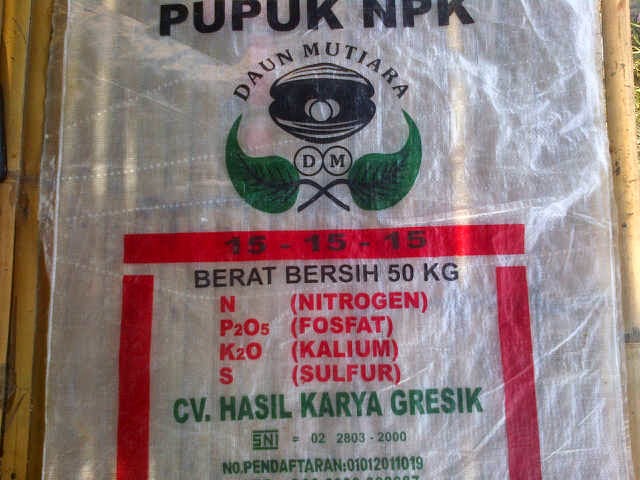 PUPUK NPK
DAUN MUTIARA
D M
15 - 15 - 15
BERAT BERSIH 50 KG
N (NITROGEN)
P2O5 (FOSFAT)
K2O (KALIUM)
S (SULFUR)
CV. HASIL KARYA GRESIK
SNI = 02 2803 - 2000
NO.PENDAFTARAN:01012011019